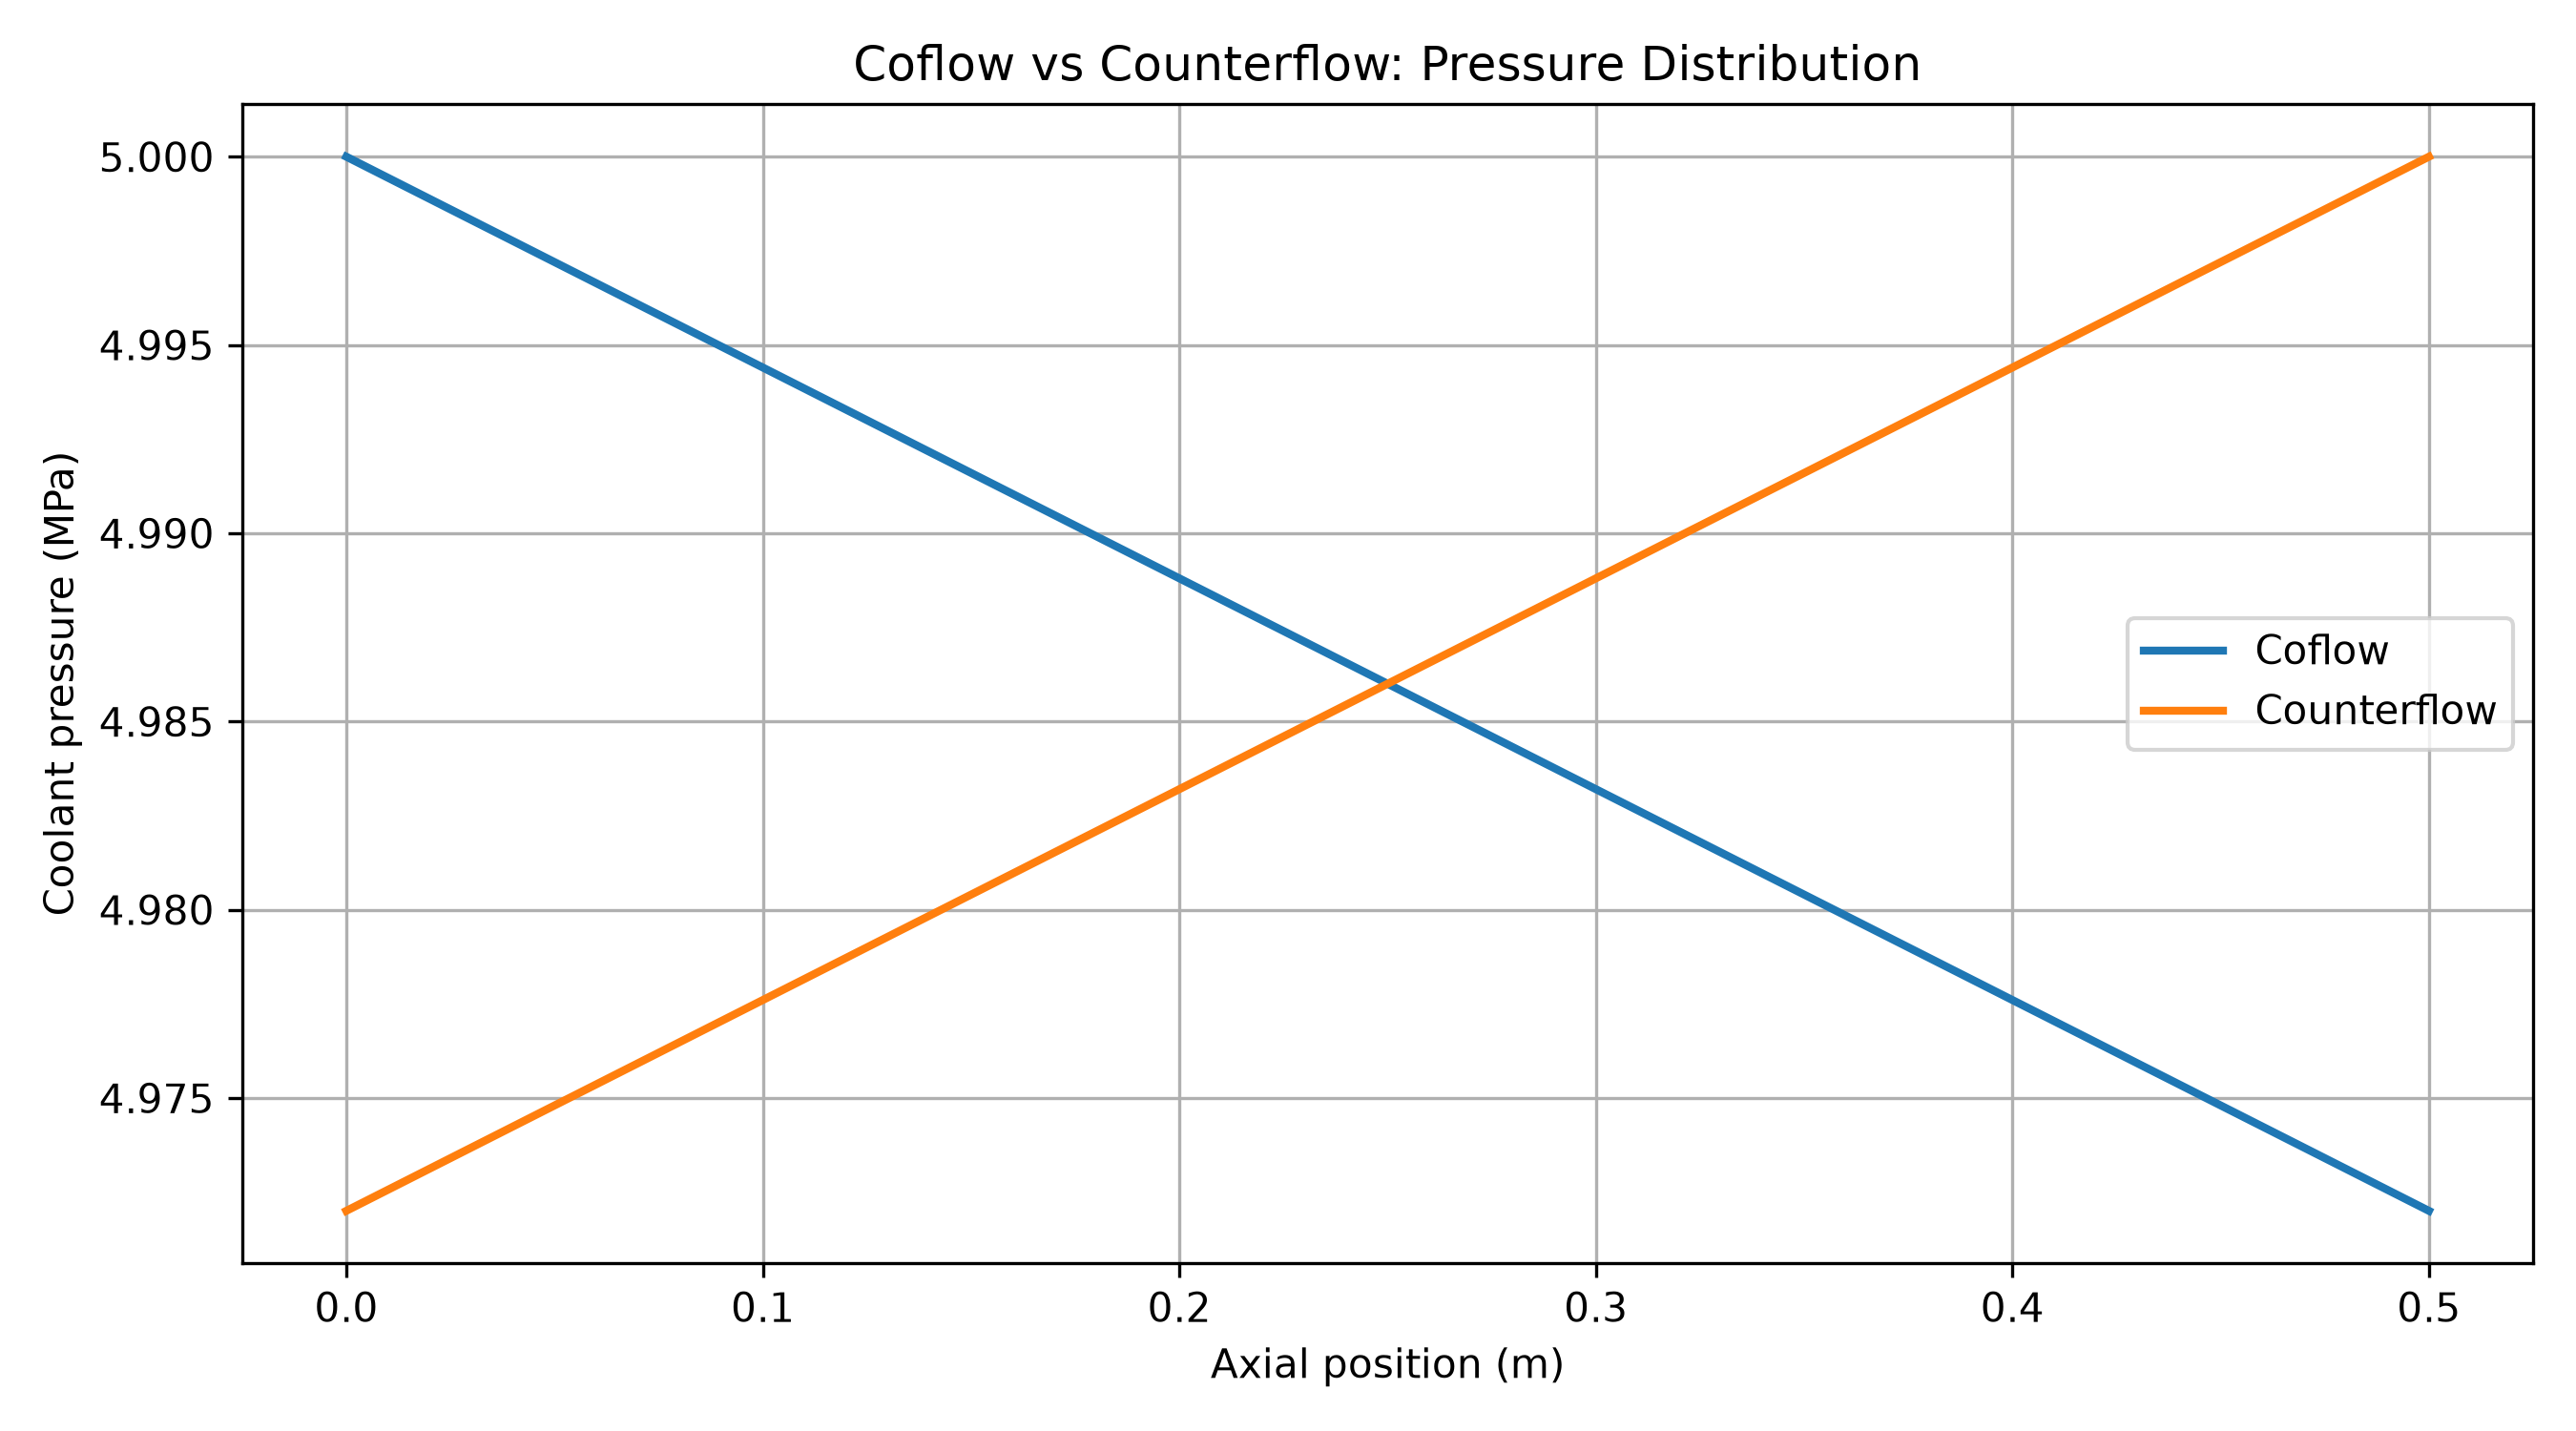 Coflow vs Counterflow: Pressure Distribution
Coolant pressure (MPa)
5.000
4.995
4.990
4.985
4.980
4.975
Coflow
Counterflow
0.0 0.1 0.2 0.3 0.4 0.5
Axial position (m)